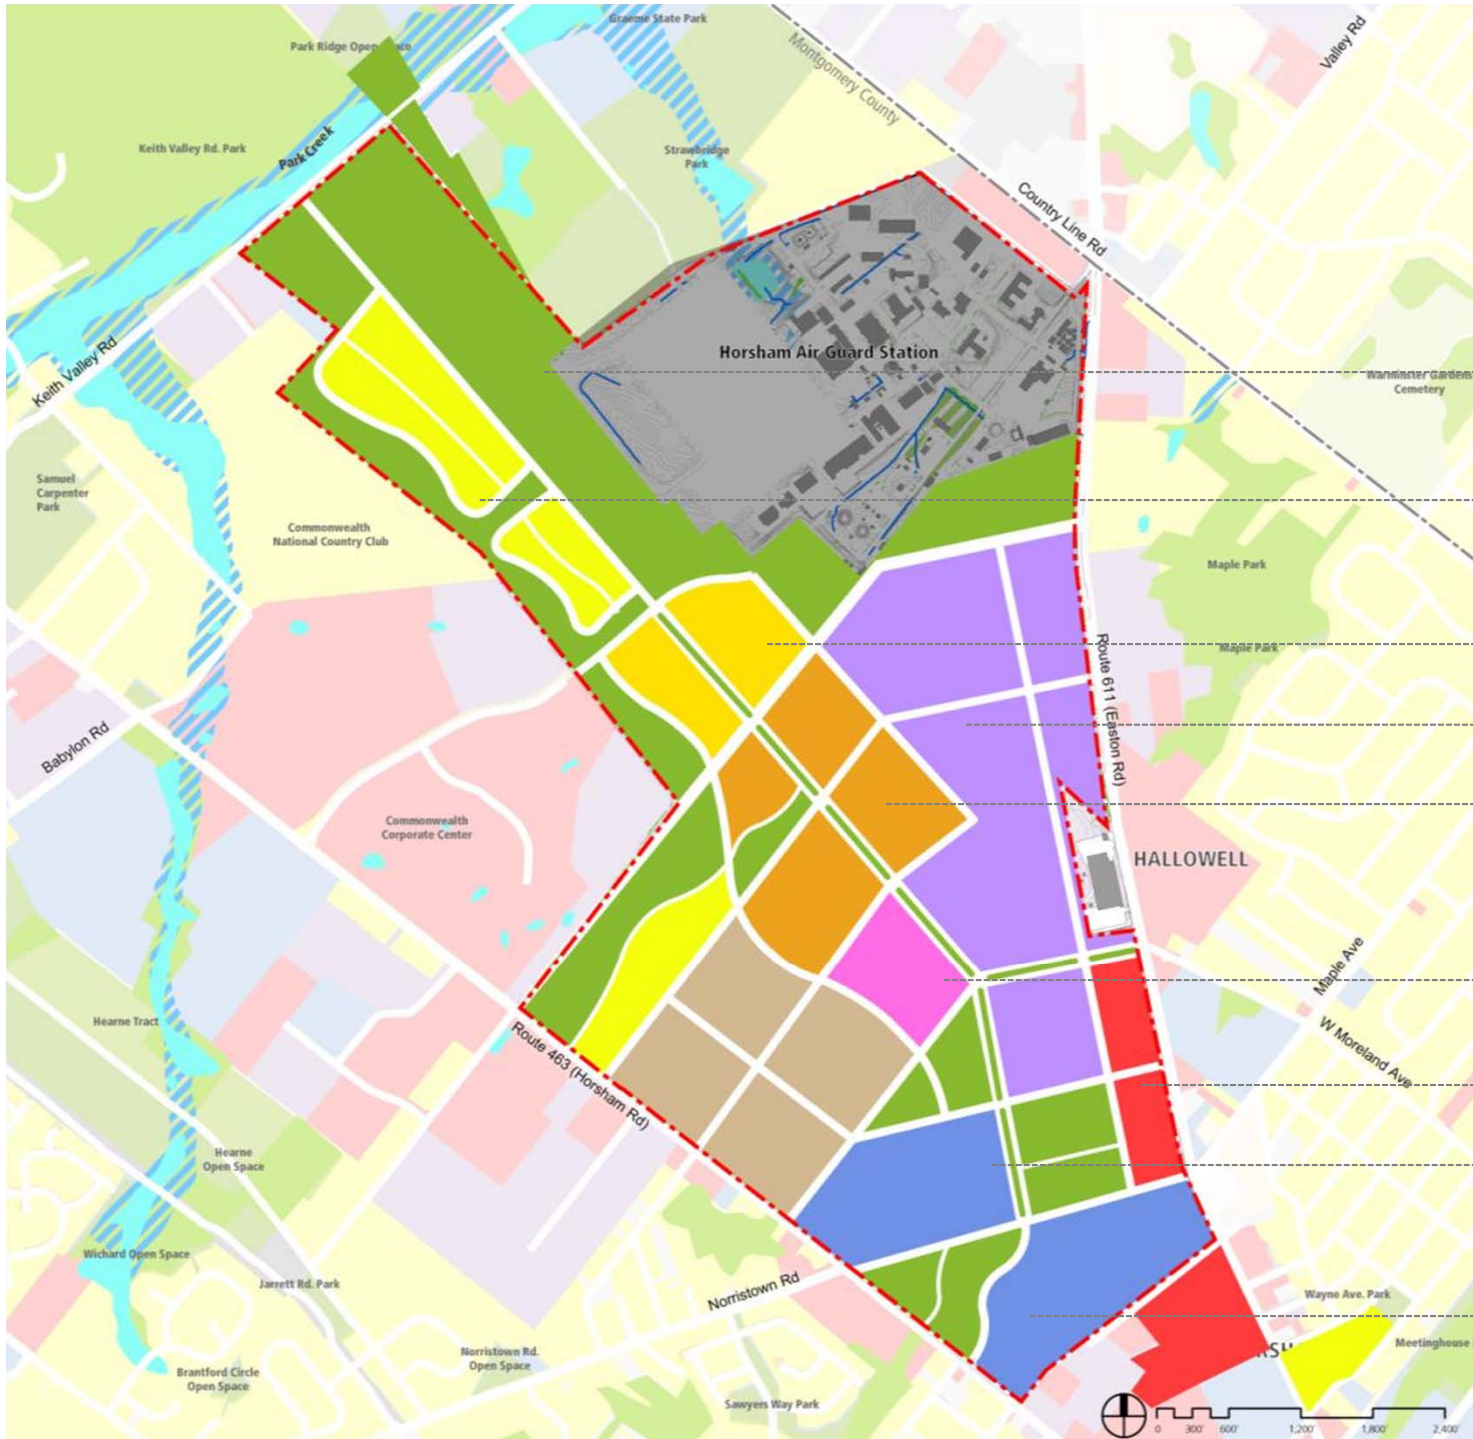 Graeme State Park
Park Ridge Open
Valley Rd
Montgomery County
Park Creek
Keith Valley Rd. Park
Strawbridge
Park
Country Line Rd
Horsham Air Guard Station
Keith Valley Rd
Warminster Gardens
Cemetery
Samuel
Carpenter
Park
Commonwealth
National Country Club
Maple Park
Maple Park
Route 611 (Easton Rd)
Babylon Rd
Commonwealth
Corporate Center
HALLOWELL
Maple Ave
Hearne Tract
Route 463 (Horsham Rd)
W Moreland Ave
Hearne
Open Space
Wichard Open Space
Jarrett Rd. Park
Norristown Rd
Wayne Ave. Park
Norristown Rd.
Open Space
Meetinghouse
Brantford Circle
Open Space
Sawyers Way Park
0 300' 600' 1,200' 1,800' 2,400'